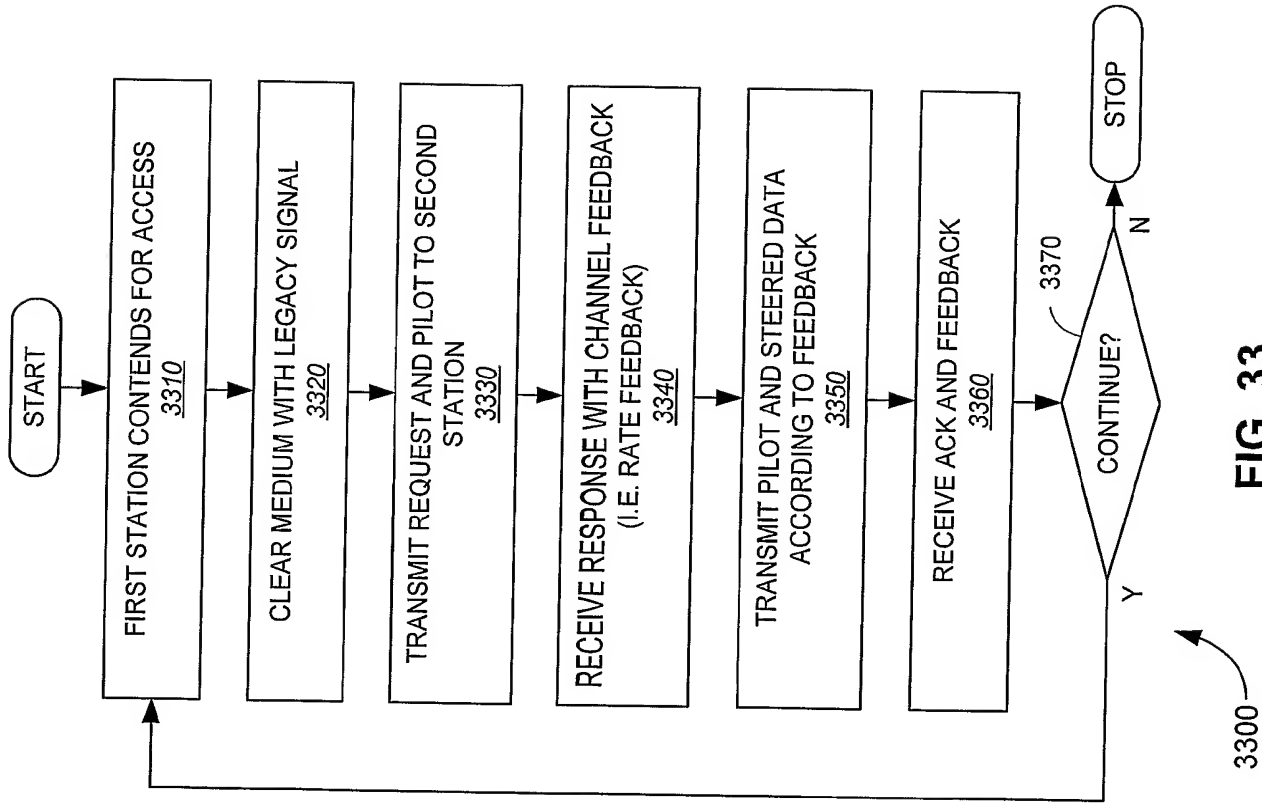 START
FIRST STATION CONTENDS FOR ACCESS
3310
CLEAR MEDIUM WITH LEGACY SIGNAL
3320
TRANSMIT REQUEST AND PILOT TO SECOND
STATION
3330
RECEIVE RESPONSE WITH CHANNEL FEEDBACK
(I.E. RATE FEEDBACK)
3340
TRANSMIT PILOT AND STEERED DATA
ACCORDING TO FEEDBACK
3350
RECEIVE ACK AND FEEDBACK
3360
3370
CONTINUE?
N
STOP
Y
3300
FIG. 33